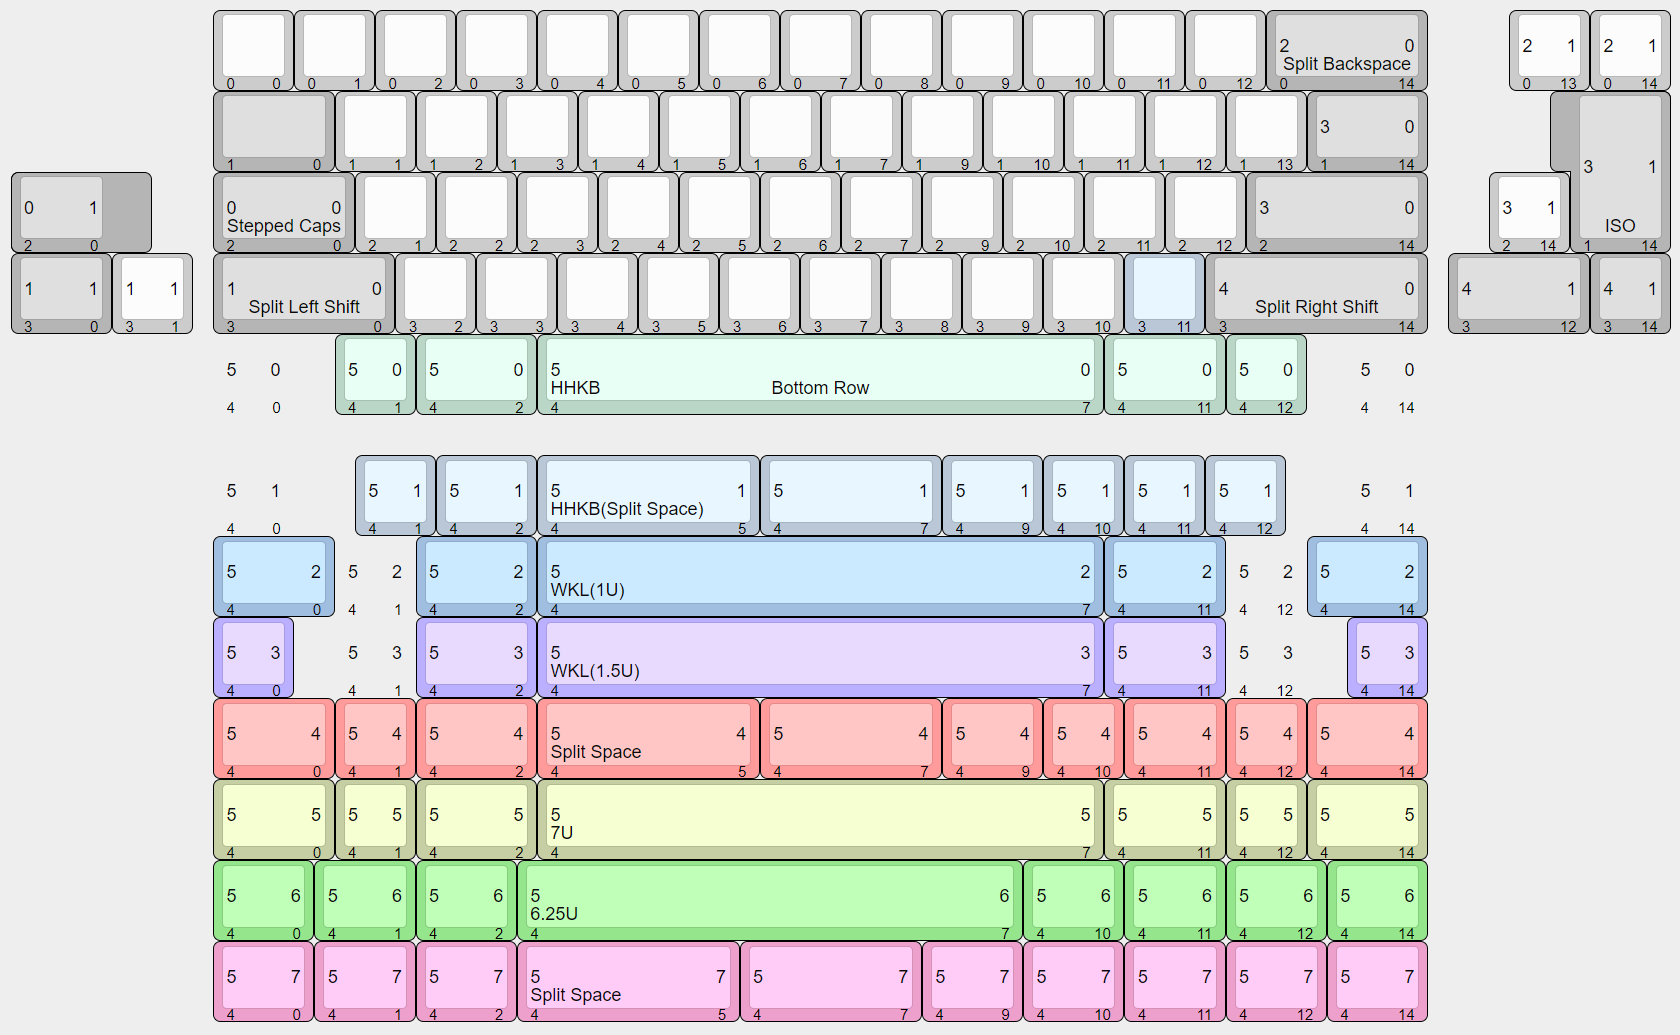 2 0 2 1 2 1
Split Backspace
0 0 0 1 0 2 0 3 0 4 0 5 0 6 0 7 0 8 0 9 0 10 0 11 0 12 0 14 0 13 0 14
3 0
1 0 1 1 1 2 1 3 1 4 1 5 1 6 1 7 1 9 1 10 1 11 1 12 1 13 1 14
3 1
0 1 0 0 3 0 3 1
Stepped Caps ISO
2 0 2 0 2 1 2 2 2 3 2 4 2 5 2 6 2 7 2 9 2 10 2 11 2 12 2 14 2 14 1 14
1 1 1 1 1 0 4 0 4 1 4 1
Split Left Shift Split Right Shift
3 0 3 1 3 0 3 2 3 3 3 4 3 5 3 6 3 7 3 8 3 9 3 10 3 11 3 14 3 12 3 14
5 0 5 0 5 0 5 0 5 0 5 0 5 0
HHKB Bottom Row
4 0 4 1 4 2 4 7 4 11 4 12 4 14
5 1 5 1 5 1 5 1 5 1 5 1 5 1 5 1 5 1 5 1
HHKB(Split Space)
4 0 4 1 4 2 4 5 4 7 4 9 4 10 4 11 4 12 4 14
5 2 5 2 5 2 5 2 5 2 5 2 5 2
WKL(1U)
4 0 4 1 4 2 4 7 4 11 4 12 4 14
5 3 5 3 5 3 5 3 5 3 5 3 5 3
WKL(1.5U)
4 0 4 1 4 2 4 7 4 11 4 12 4 14
5 4 5 4 5 4 5 4 5 4 5 4 5 4 5 4 5 4 5 4
Split Space
4 0 4 1 4 2 4 5 4 7 4 9 4 10 4 11 4 12 4 14
5 5 5 5 5 5 5 5 5 5 5 5 5 5
7U
4 0 4 1 4 2 4 7 4 11 4 12 4 14
5 6 5 6 5 6 5 6 5 6 5 6 5 6 5 6
6.25U
4 0 4 1 4 2 4 7 4 10 4 11 4 12 4 14
5 7 5 7 5 7 5 7 5 7 5 7 5 7 5 7 5 7 5 7
Split Space
4 0 4 1 4 2 4 5 4 7 4 9 4 10 4 11 4 12 4 14